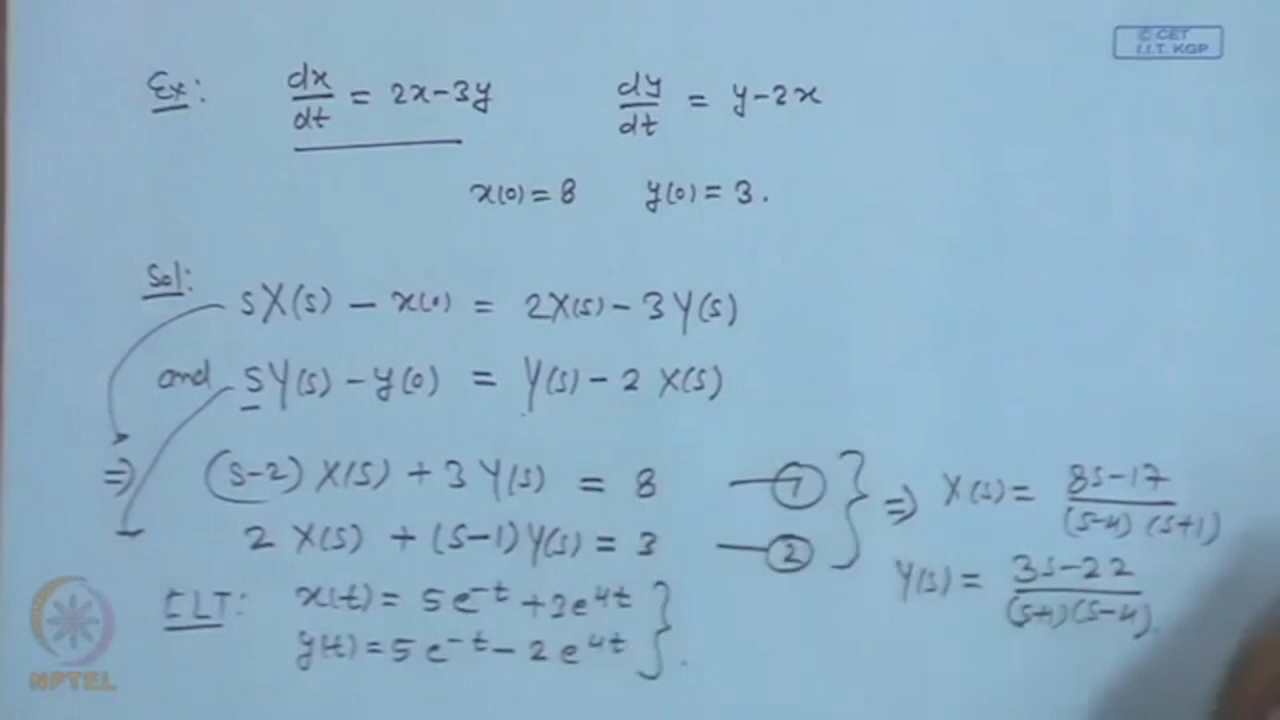 © CET
I.I.T. KGP
Ex: dx/dt = 2x-3y dy/dt = y-2x
x(0) = 8 y(0) = 3.
Sol:
sX(s) - x(0) = 2X(s) - 3Y(s)
and sY(s) - y(0) = Y(s) - 2 X(s)
⇒ (s-2) X(s) + 3 Y(s) = 8 — ① } ⇒ X(s) = 8s-17/(s-4) (s+1)
2 X(s) + (s-1) Y(s) = 3 — ② Y(s) = 3s-22/(s+1)(s-4).
ILT: x(t) = 5e^-t + 3e^4t }
y(t) = 5e^-t - 2e^4t } .
NPTEL